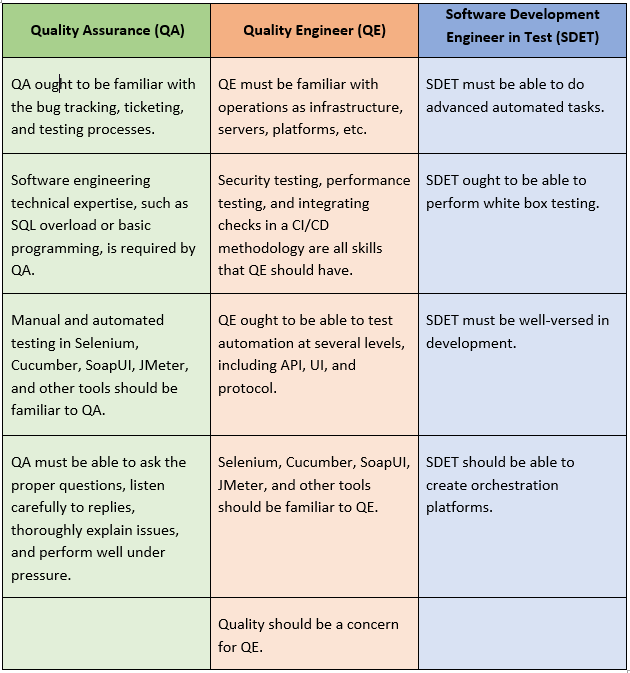 Quality Assurance (QA)
Quality Engineer (QE)
Software Development
Engineer in Test (SDET)
QA ought to be familiar with
the bug tracking, ticketing,
and testing processes.
QE must be familiar with
operations as infrastructure,
servers, platforms, etc.
SDET must be able to do
advanced automated tasks.
Software engineering
technical expertise, such as
SQL overload or basic
programming, is required by
QA.
Security testing, performance
testing, and integrating
checks in a CI/CD
methodology are all skills
that QE should have.
SDET ought to be able to
perform white box testing.
Manual and automated
testing in Selenium,
Cucumber, SoapUI, JMeter,
and other tools should be
familiar to QA.
QE ought to be able to test
automation at several levels,
including API, UI, and
protocol.
SDET must be well-versed in
development.
QA must be able to ask the
proper questions, listen
carefully to replies,
thoroughly explain issues,
and perform well under
pressure.
Selenium, Cucumber, SoapUI,
JMeter, and other tools
should be familiar to QE.
SDET should be able to
create orchestration
platforms.
Quality should be a concern
for QE.